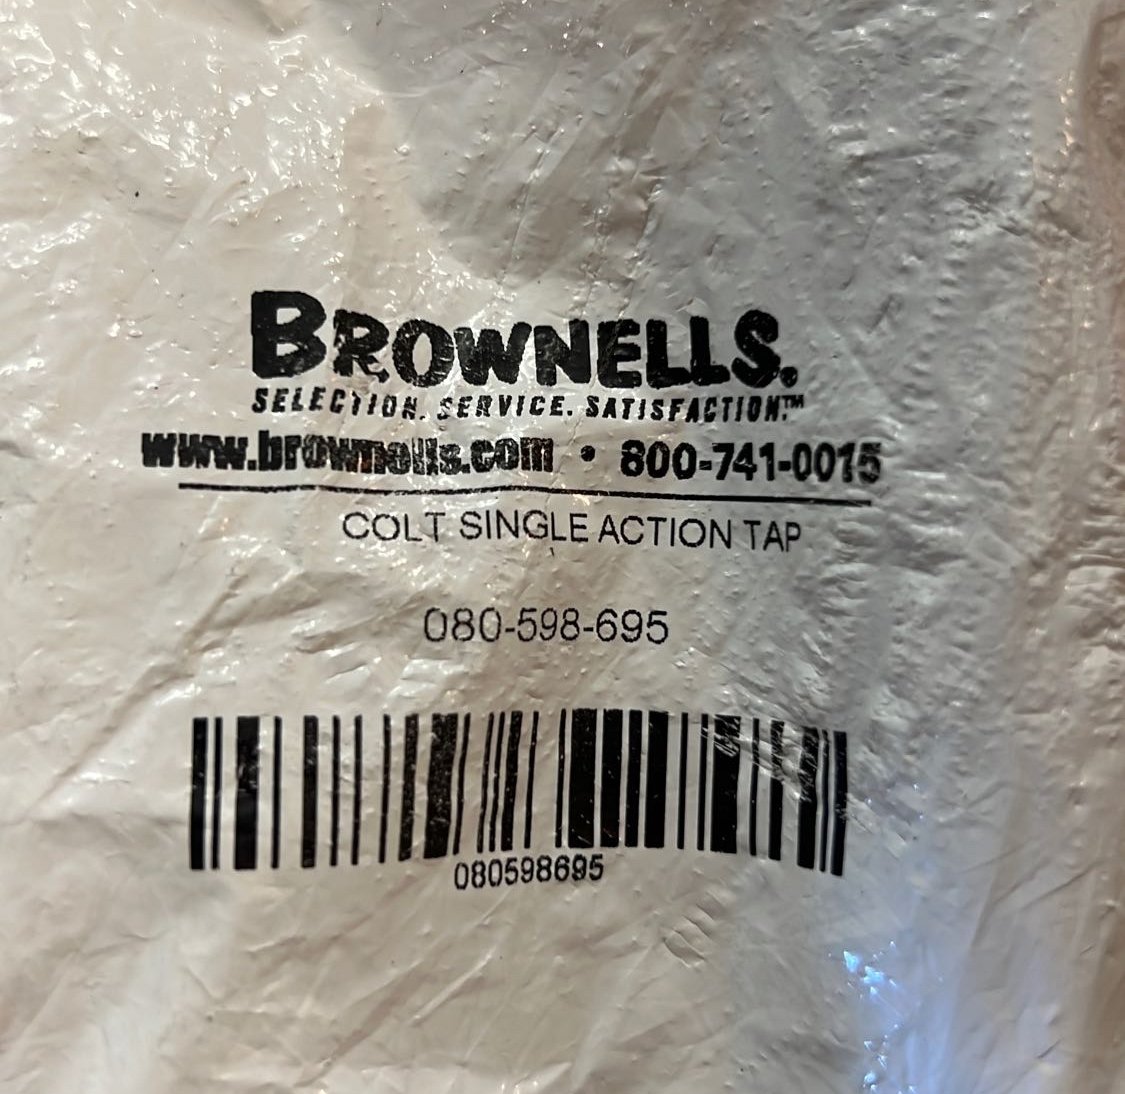 BROWNELLS.
SELECTION. SERVICE. SATISFACTION.™
www.brownells.com • 800-741-0015
COLT SINGLE ACTION TAP
080-598-695
080598695